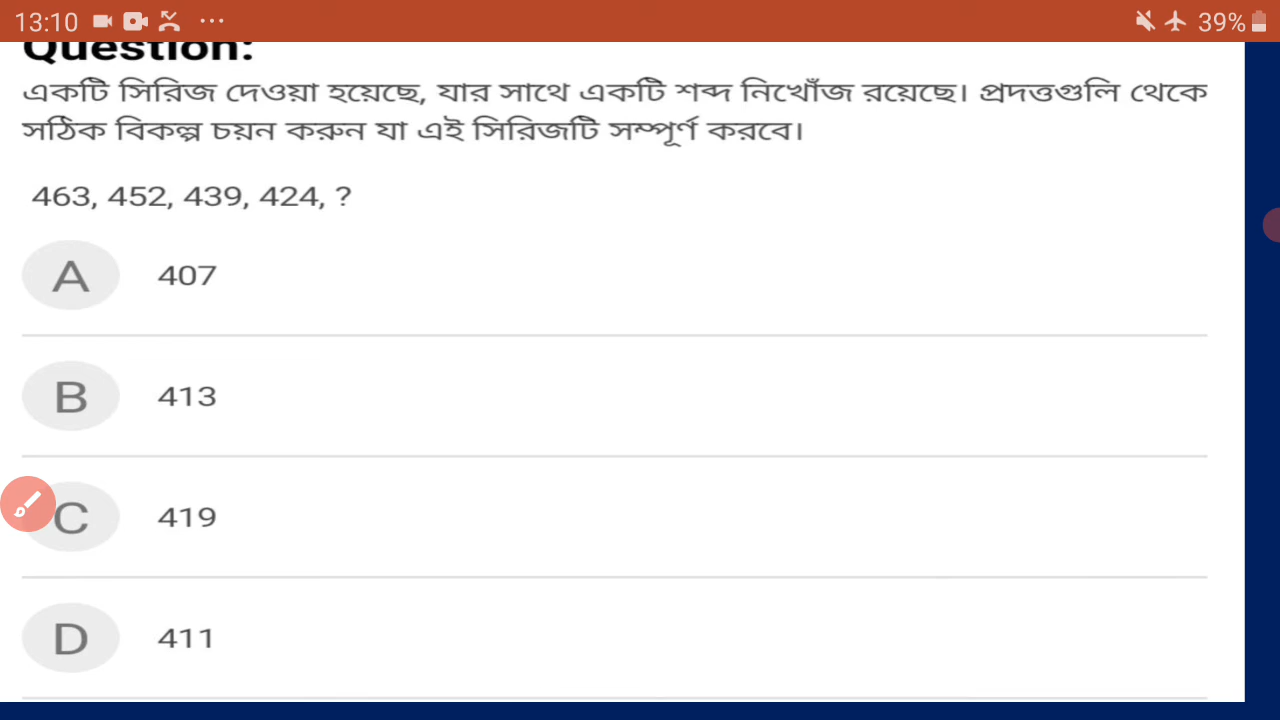 13:10 39%
Question:
একটি সিরিজ দেওয়া হয়েছে, যার সাথে একটি শব্দ নিখোঁজ রয়েছে। প্রদত্তগুলি থেকে
সঠিক বিকল্প চয়ন করুন যা এই সিরিজটি সম্পূর্ণ করবে।
463, 452, 439, 424, ?
A 407
B 413
C 419
D 411